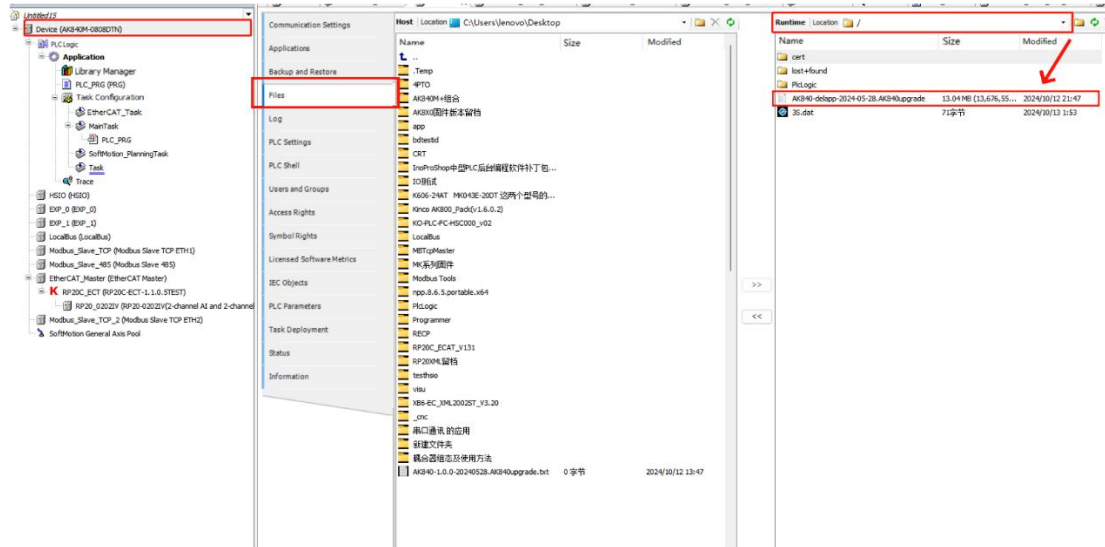 Untitled15
Device (AK840M-0808DTN)
PLC Logic
Application
Library Manager
PLC_PRG (PRG)
Task Configuration
EtherCAT_Task
MainTask
PLC_PRG
SoftMotion_PlanningTask
Task
Trace
HSIO (HSIO)
EXP_0 (EXP_0)
EXP_1 (EXP_1)
LocalBus (LocalBus)
Modbus_Slave_TCP (Modbus Slave TCP ETH1)
Modbus_Slave_485 (Modbus Slave 485)
EtherCAT_Master (EtherCAT Master)
RP20C_ECT (RP20C-ECT-1.1.0.5TEST)
RP20_0202IV (RP20-0202IV(2-channel AI and 2-channel
Modbus_Slave_TCP_2 (Modbus Slave TCP ETH2)
SoftMotion General Axis Pool
Communication Settings
Applications
Backup and Restore
Files
Log
PLC Settings
PLC Shell
Users and Groups
Access Rights
Symbol Rights
Licensed Software Metrics
IEC Objects
PLC Parameters
Task Deployment
Status
Information
Host Location C:\Users\lenovo\Desktop
Name Size Modified
..
.Temp
4PTO
AK840M+组合
AK8X0固件版本留档
app
bdtestid
CRT
InoProShop中型PLC后台编程软件补丁包...
IO测试
K606-24AT MK043E-20DT 这两个型号的...
Kinco AK800_Pack(v1.6.0.2)
KO-PLC-FC-HSC000_v02
LocalBus
MBTcpMaster
MK系列固件
Modbus Tools
npp.8.6.5.portable.x64
PlcLogic
Programmer
RECP
RP20C_ECAT_V131
RP20XML留档
testhsio
visu
XB6-EC_XML2002ST_V3.20
_cnc
串口通讯的应用
新建文件夹
耦合器组态及使用方法
AK840-1.0.0-20240528.AK840upgrade.txt 0 字节 2024/10/12 13:47
>>
<<
Runtime Location /
Name Size Modified
cert
lost+found
PlcLogic
AK840-delapp-2024-05-28.AK840upgrade 13.04 MB (13,676,55... 2024/10/12 21:47
3S.dat 71字节 2024/10/13 1:53